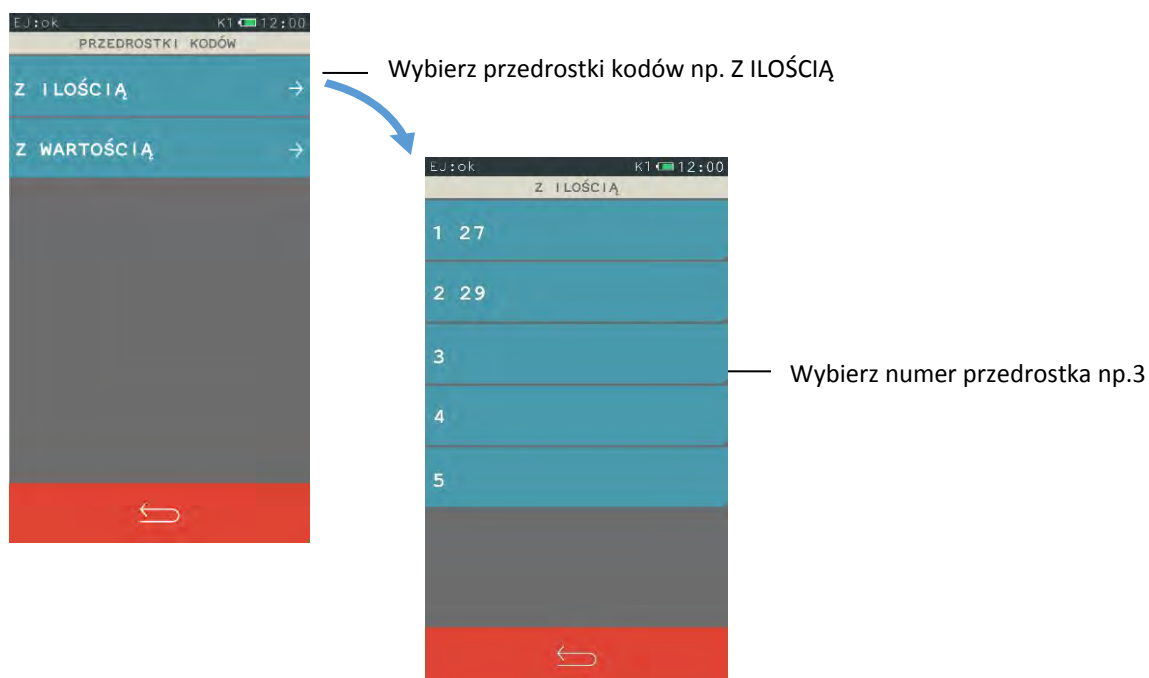 EJ:ok K1 12:00
PRZEDROSTKI KODÓW
Z ILOŚCIĄ
Z WARTOŚCIĄ
Wybierz przedrostki kodów np. Z ILOŚCIĄ
EJ:ok K1 12:00
Z ILOŚCIĄ
1 27
2 29
3
4
5
Wybierz numer przedrostka np.3